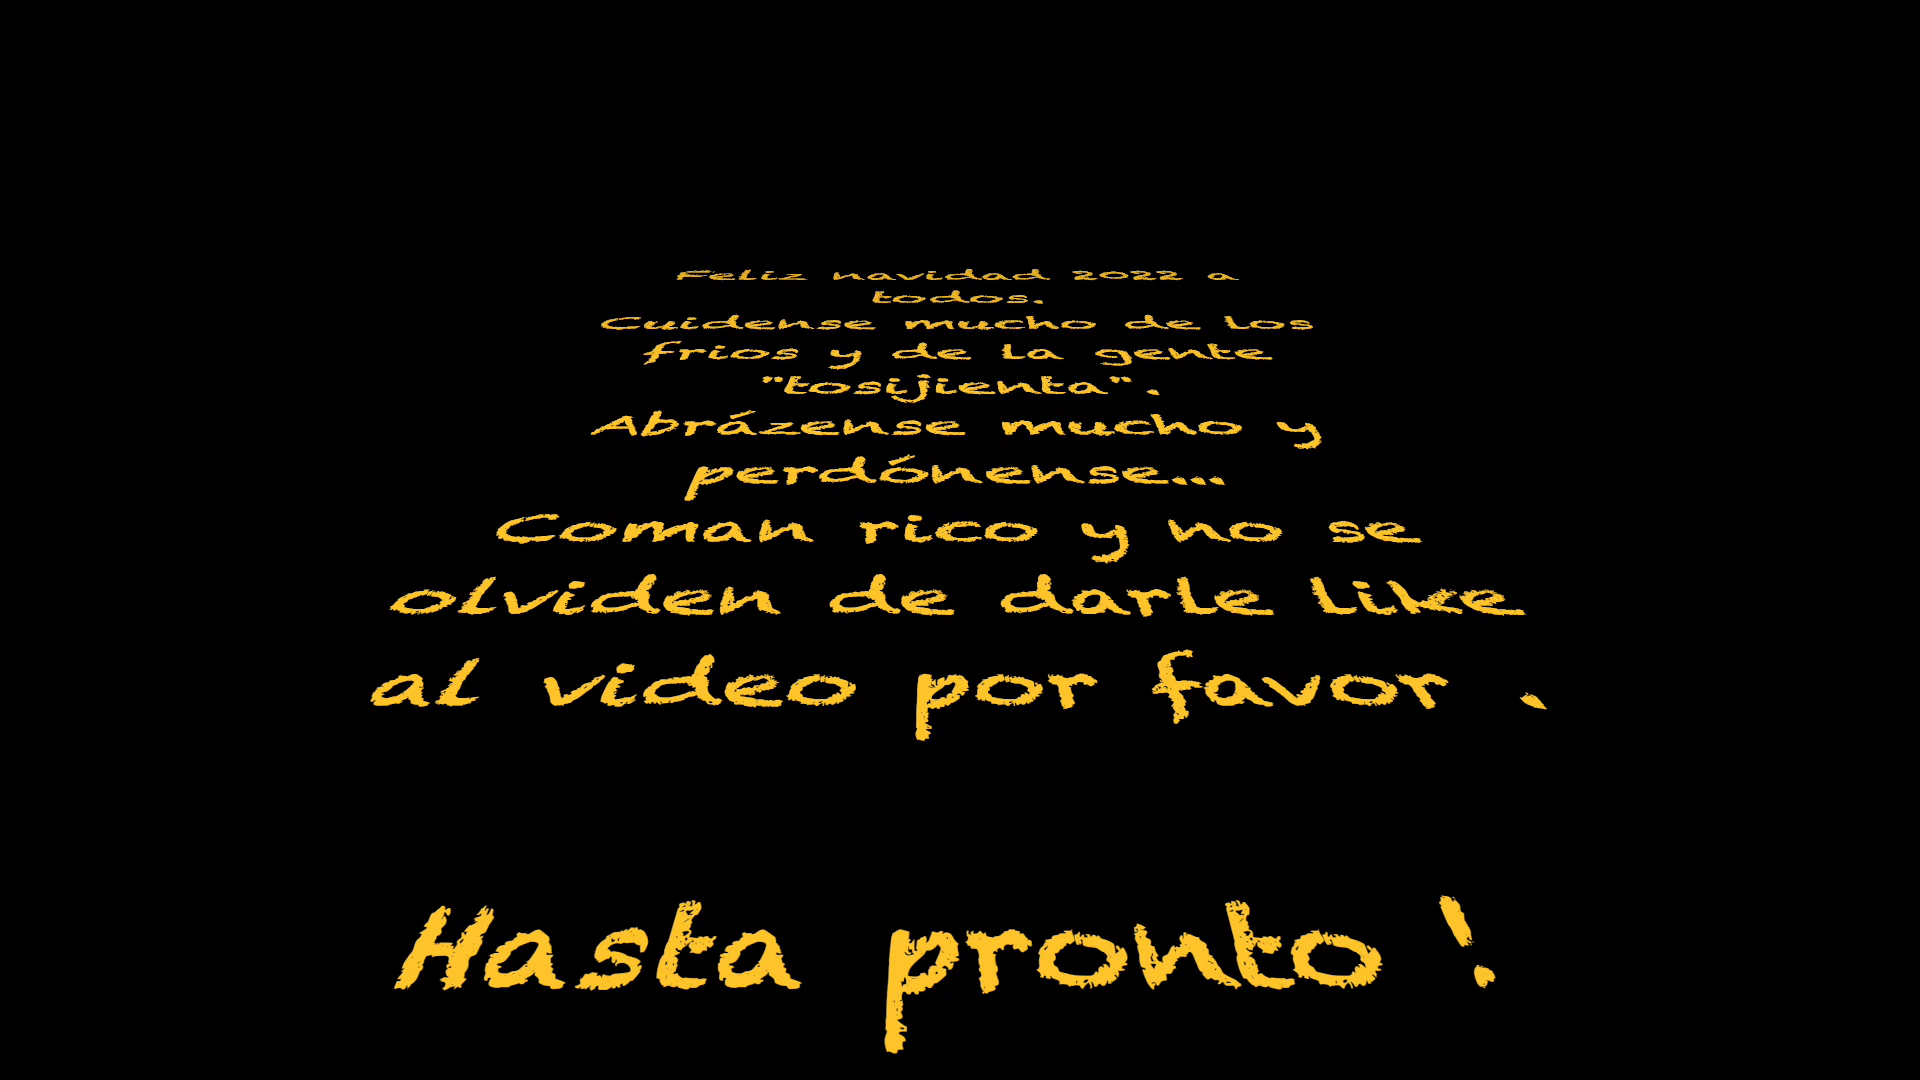 Feliz navidad 2022 a
todos.
Cuidense mucho de los
frios y de la gente
"tosijienta".
Abrázense mucho y
perdónense...
Coman rico y no se
olviden de darle like
al video por favor .
Hasta pronto !